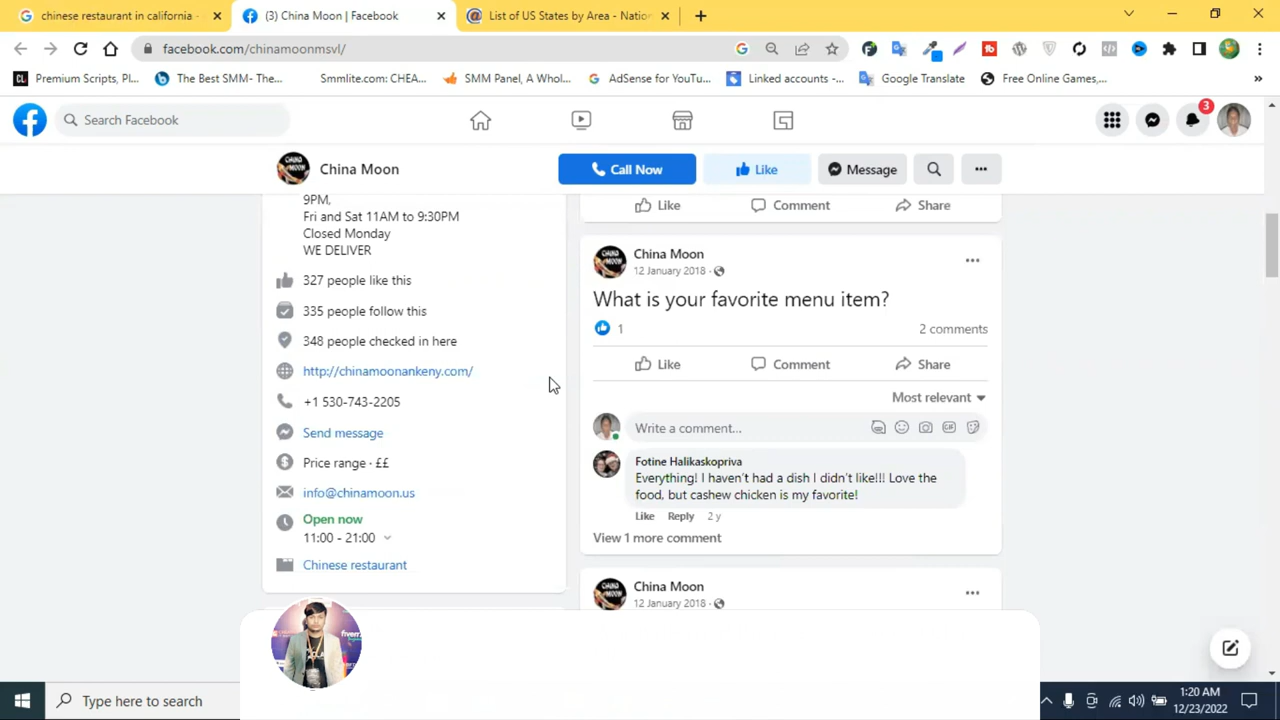 chinese restaurant in california -
(3) China Moon | Facebook
List of US States by Area - Natio
facebook.com/chinamoonmsvl/
Premium Scripts, Pl...
The Best SMM- The...
Smmlite.com: CHEA...
SMM Panel, A Whol...
AdSense for YouTu...
Linked accounts -...
Google Translate
Free Online Games,...
Search Facebook
3
China Moon
Call Now
Like
Message
9PM,
Fri and Sat 11AM to 9:30PM
Closed Monday
WE DELIVER
327 people like this
335 people follow this
348 people checked in here
http://chinamoonankeny.com/
+1 530-743-2205
Send message
Price range · ££
info@chinamoon.us
Open now
11:00 - 21:00
Chinese restaurant
Like Comment Share
China Moon
12 January 2018 ·
What is your favorite menu item?
1
2 comments
Like Comment Share
Most relevant
Write a comment...
Fotine Halikaskopriva
Everything! I haven't had a dish I didn't like!!! Love the
food, but cashew chicken is my favorite!
Like Reply 2 y
View 1 more comment
China Moon
12 January 2018 ·
Type here to search
1:20 AM
12/23/2022